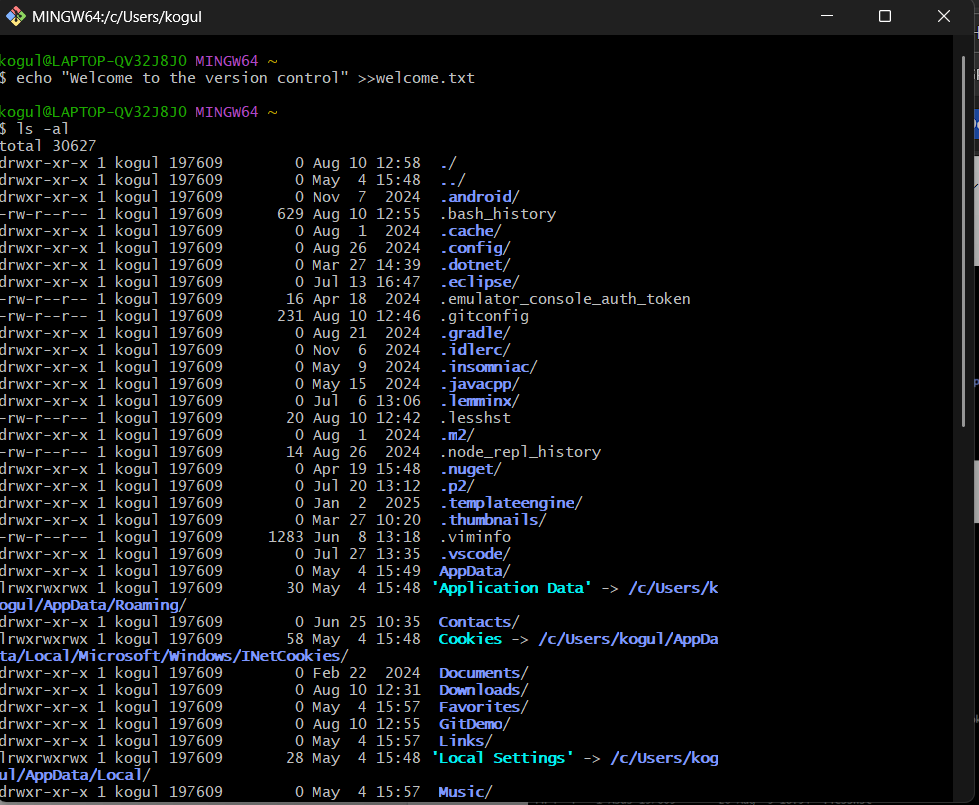 MINGW64:/c/Users/kogul
kogul@LAPTOP-QV32J8JO MINGW64 ~
$ echo "Welcome to the version control" >>welcome.txt
kogul@LAPTOP-QV32J8JO MINGW64 ~
$ ls -al
total 30627
drwxr-xr-x 1 kogul 197609 0 Aug 10 12:58 ./
drwxr-xr-x 1 kogul 197609 0 May 4 15:48 ../
drwxr-xr-x 1 kogul 197609 0 Nov 7 2024 .android/
-rw-r--r-- 1 kogul 197609 629 Aug 10 12:55 .bash_history
drwxr-xr-x 1 kogul 197609 0 Aug 1 2024 .cache/
drwxr-xr-x 1 kogul 197609 0 Aug 26 2024 .config/
drwxr-xr-x 1 kogul 197609 0 Mar 27 14:39 .dotnet/
drwxr-xr-x 1 kogul 197609 0 Jul 13 16:47 .eclipse/
-rw-r--r-- 1 kogul 197609 16 Apr 18 2024 .emulator_console_auth_token
-rw-r--r-- 1 kogul 197609 231 Aug 10 12:46 .gitconfig
drwxr-xr-x 1 kogul 197609 0 Aug 21 2024 .gradle/
drwxr-xr-x 1 kogul 197609 0 Nov 6 2024 .idlerc/
drwxr-xr-x 1 kogul 197609 0 May 9 2024 .insomniac/
drwxr-xr-x 1 kogul 197609 0 May 15 2024 .javacpp/
drwxr-xr-x 1 kogul 197609 0 Jul 6 13:06 .lemminx/
-rw-r--r-- 1 kogul 197609 20 Aug 10 12:42 .lesshst
drwxr-xr-x 1 kogul 197609 0 Aug 1 2024 .m2/
-rw-r--r-- 1 kogul 197609 14 Aug 26 2024 .node_repl_history
drwxr-xr-x 1 kogul 197609 0 Apr 19 15:48 .nuget/
drwxr-xr-x 1 kogul 197609 0 Jul 20 13:12 .p2/
drwxr-xr-x 1 kogul 197609 0 Jan 2 2025 .templateengine/
drwxr-xr-x 1 kogul 197609 0 Mar 27 10:20 .thumbnails/
-rw-r--r-- 1 kogul 197609 1283 Jun 8 13:18 .viminfo
drwxr-xr-x 1 kogul 197609 0 Jul 27 13:35 .vscode/
drwxr-xr-x 1 kogul 197609 0 May 4 15:49 AppData/
lrwxrwxrwx 1 kogul 197609 30 May 4 15:48 'Application Data' -> /c/Users/k
ogul/AppData/Roaming/
drwxr-xr-x 1 kogul 197609 0 Jun 25 10:35 Contacts/
lrwxrwxrwx 1 kogul 197609 58 May 4 15:48 Cookies -> /c/Users/kogul/AppDa
ta/Local/Microsoft/Windows/INetCookies/
drwxr-xr-x 1 kogul 197609 0 Feb 22 2024 Documents/
drwxr-xr-x 1 kogul 197609 0 Aug 10 12:31 Downloads/
drwxr-xr-x 1 kogul 197609 0 May 4 15:57 Favorites/
drwxr-xr-x 1 kogul 197609 0 Aug 10 12:55 GitDemo/
drwxr-xr-x 1 kogul 197609 0 May 4 15:57 Links/
lrwxrwxrwx 1 kogul 197609 28 May 4 15:48 'Local Settings' -> /c/Users/kog
ul/AppData/Local/
drwxr-xr-x 1 kogul 197609 0 May 4 15:57 Music/